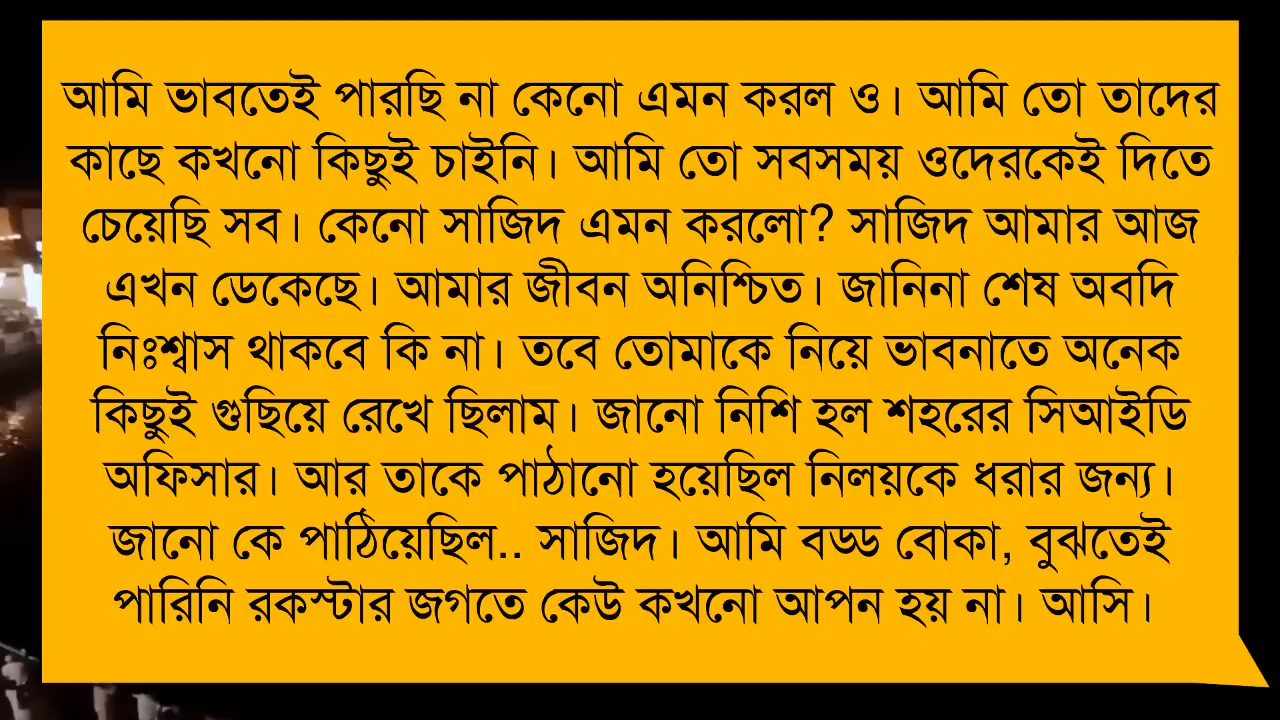 আমি ভাবতেই পারছি না কেনো এমন করল ও। আমি তো তাদের
কাছে কখনো কিছুই চাইনি। আমি তো সবসময় ওদেরকেই দিতে
চেয়েছি সব। কেনো সাজিদ এমন করলো? সাজিদ আমার আজ
এখন ডেকেছে। আমার জীবন অনিশ্চিত। জানিনা শেষ অবদি
নিঃশ্বাস থাকবে কি না। তবে তোমাকে নিয়ে ভাবনাতে অনেক
কিছুই গুছিয়ে রেখে ছিলাম। জানো নিশি হল শহরের সিআইডি
অফিসার। আর তাকে পাঠানো হয়েছিল নিলয়কে ধরার জন্য।
জানো কে পাঠিয়েছিল.. সাজিদ। আমি বড্ড বোকা, বুঝতেই
পারিনি রকস্টার জগতে কেউ কখনো আপন হয় না। আসি।